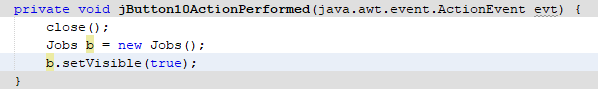 private void jButton10ActionPerformed(java.awt.event.ActionEvent evt) {
close();
Jobs b = new Jobs();
b.setVisible(true);
}